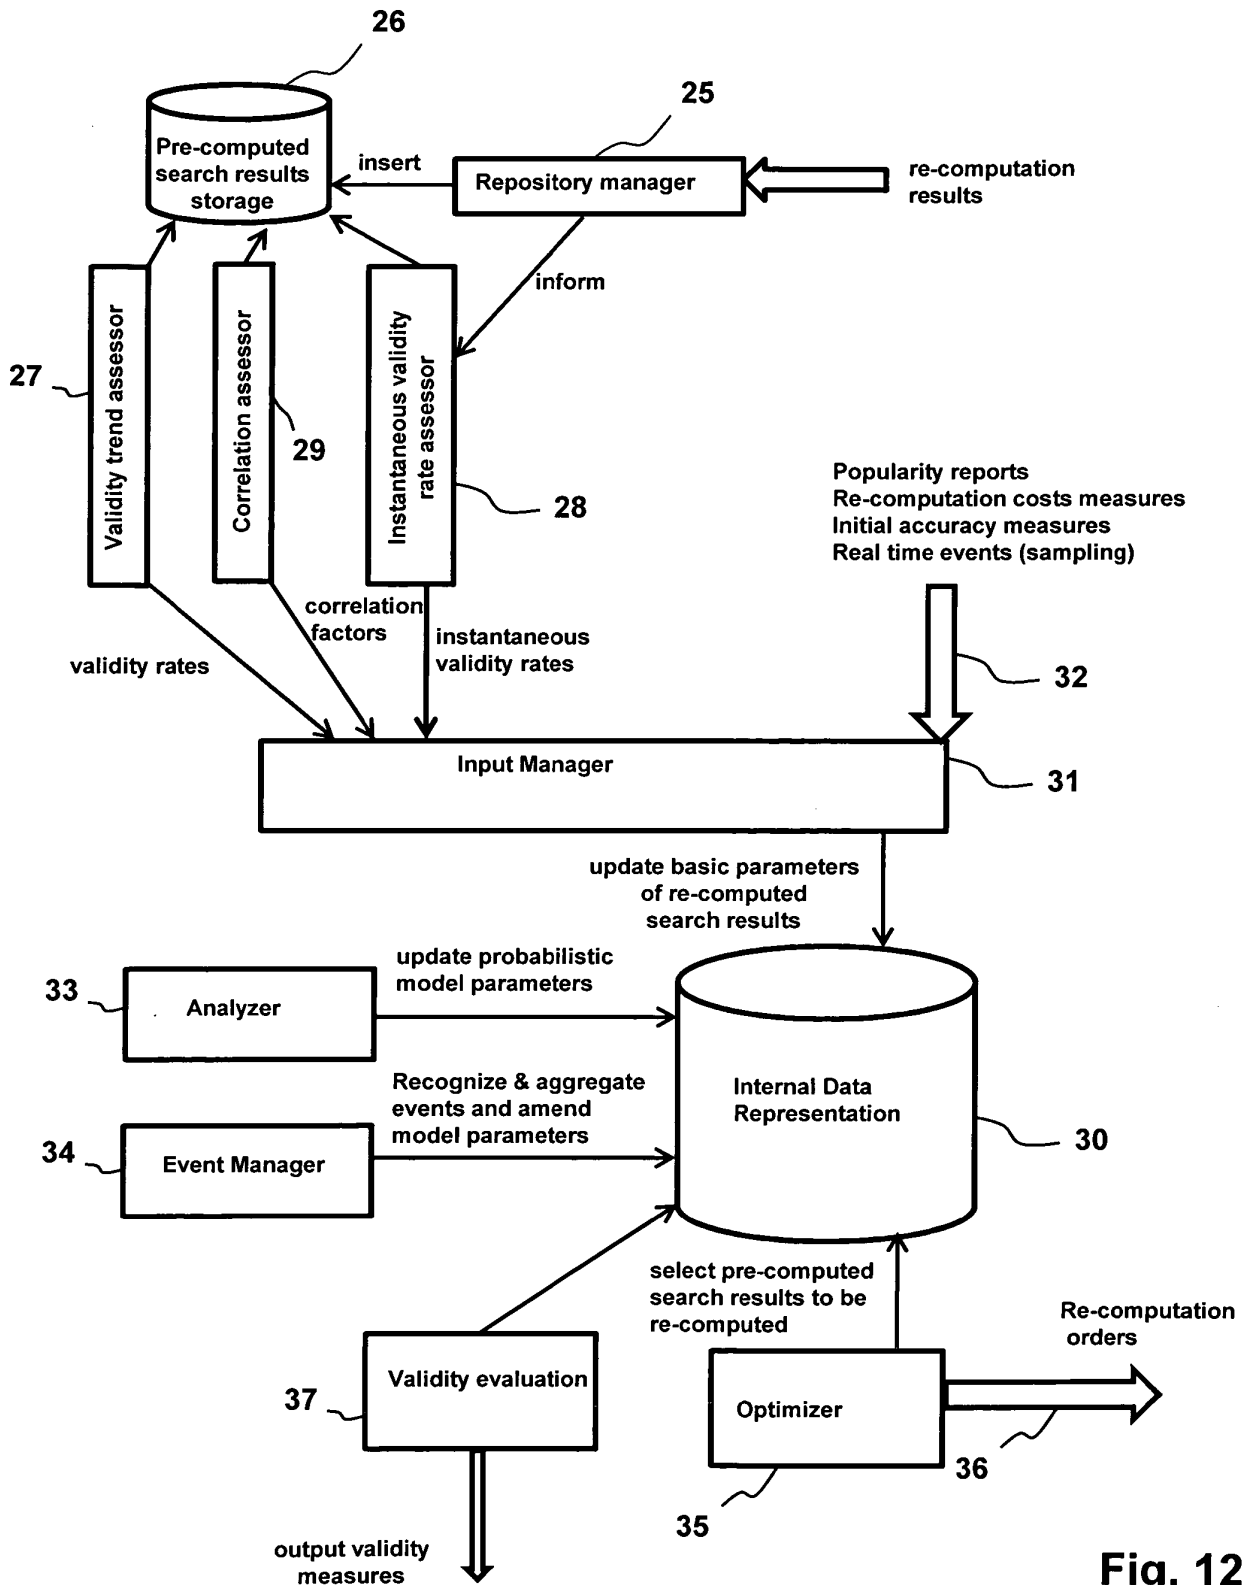 26
25
Pre-computed
search results
storage
insert
Repository manager
re-computation
results
inform
27
Validity trend assessor
Correlation assessor
29
Instantaneous validity
rate assessor
28
Popularity reports
Re-computation costs measures
Initial accuracy measures
Real time events (sampling)
correlation
factors
instantaneous
validity rates
validity rates
32
Input Manager
31
update basic parameters
of re-computed
search results
33
Analyzer
update probabilistic
model parameters
Internal Data
Representation
30
Recognize & aggregate
events and amend
model parameters
34
Event Manager
select pre-computed
search results to be
re-computed
Re-computation
orders
37
Validity evaluation
Optimizer
36
35
output validity
measures
Fig. 12